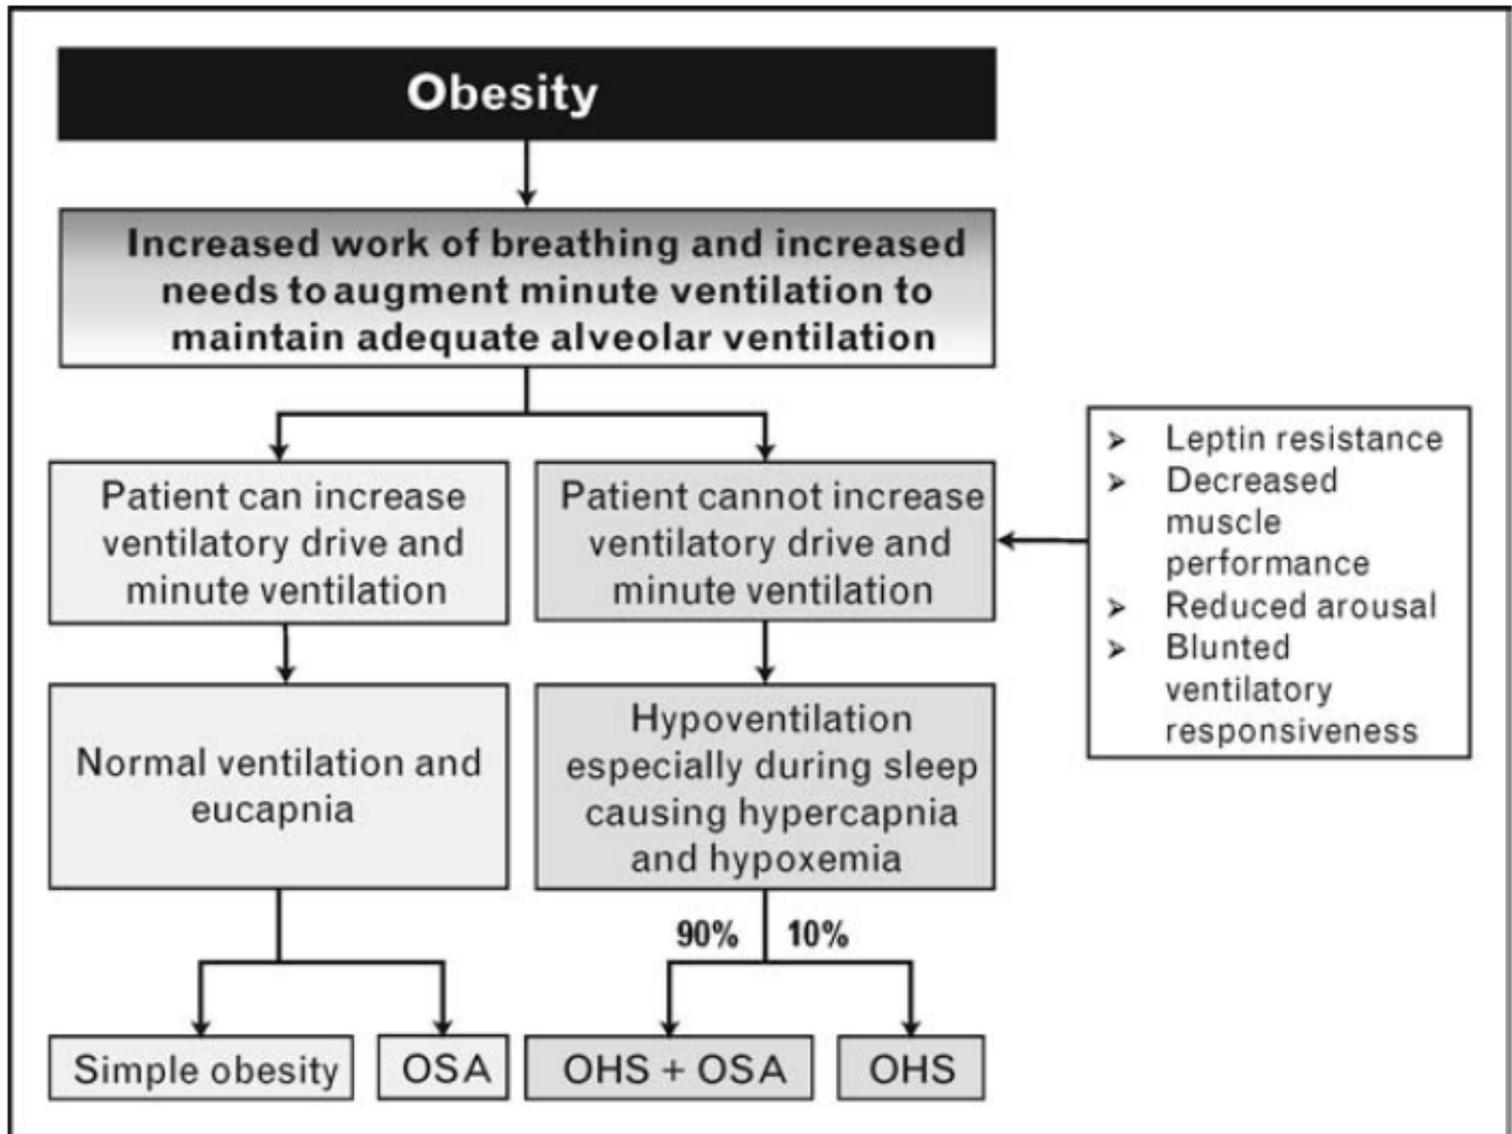 Obesity
Increased work of breathing and increased
needs to augment minute ventilation to
maintain adequate alveolar ventilation
Patient can increase
ventilatory drive and
minute ventilation
Patient cannot increase
ventilatory drive and
minute ventilation
➢ Leptin resistance
➢ Decreased
muscle
performance
➢ Reduced arousal
➢ Blunted
ventilatory
responsiveness
Normal ventilation and
eucapnia
Hypoventilation
especially during sleep
causing hypercapnia
and hypoxemia
90% 10%
Simple obesity
OSA
OHS + OSA
OHS